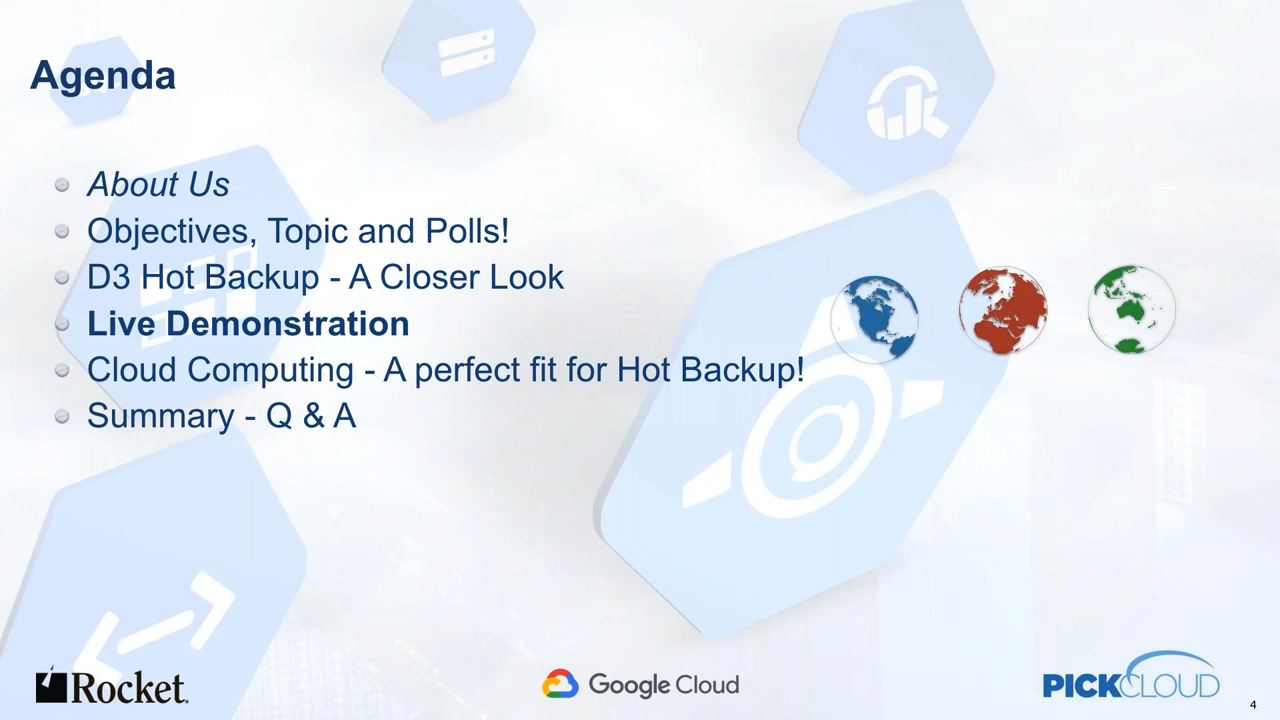 Agenda
About Us
Objectives, Topic and Polls!
D3 Hot Backup - A Closer Look
Live Demonstration
Cloud Computing - A perfect fit for Hot Backup!
Summary - Q & A
Rocket.
Google Cloud
PICKCLOUD
4